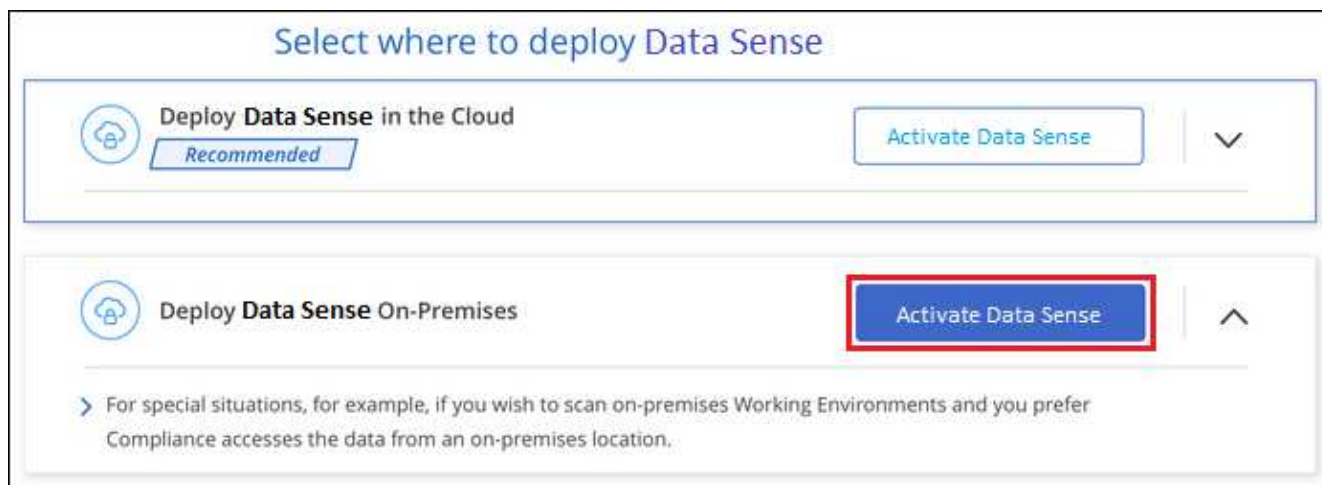 Select where to deploy Data Sense
Deploy Data Sense in the Cloud
Recommended
Activate Data Sense
Deploy Data Sense On-Premises
Activate Data Sense
For special situations, for example, if you wish to scan on-premises Working Environments and you prefer
Compliance accesses the data from an on-premises location.